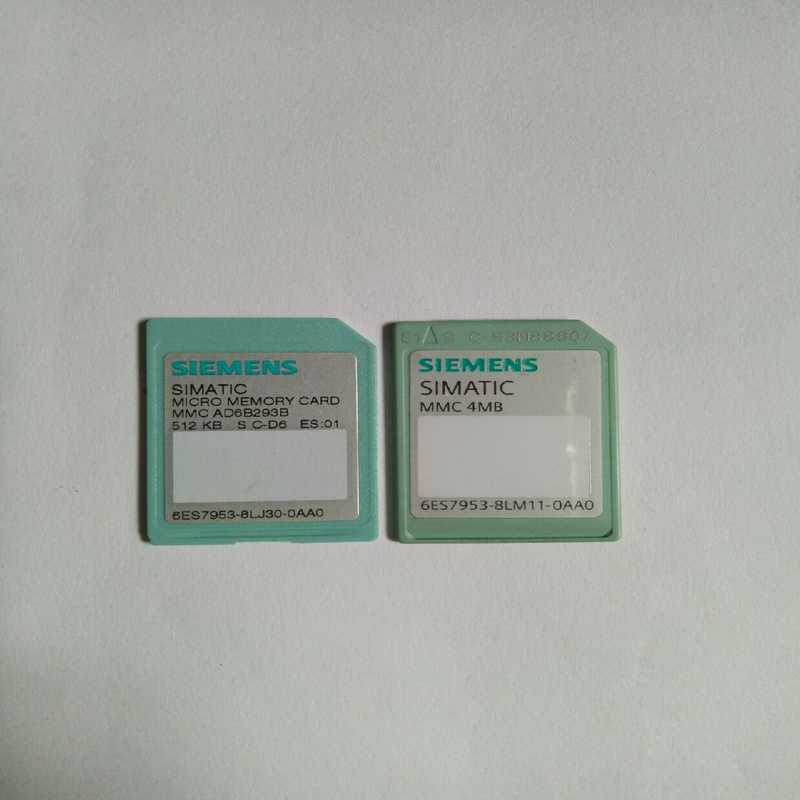 SIEMENS
SIMATIC
MICRO MEMORY CARD
MMC AD6B293B
512 KB S C-D6 ES:01
6ES7953-8LJ30-0AA0
SIEMENS
SIMATIC
MMC 4MB
6ES7953-8LM11-0AA0